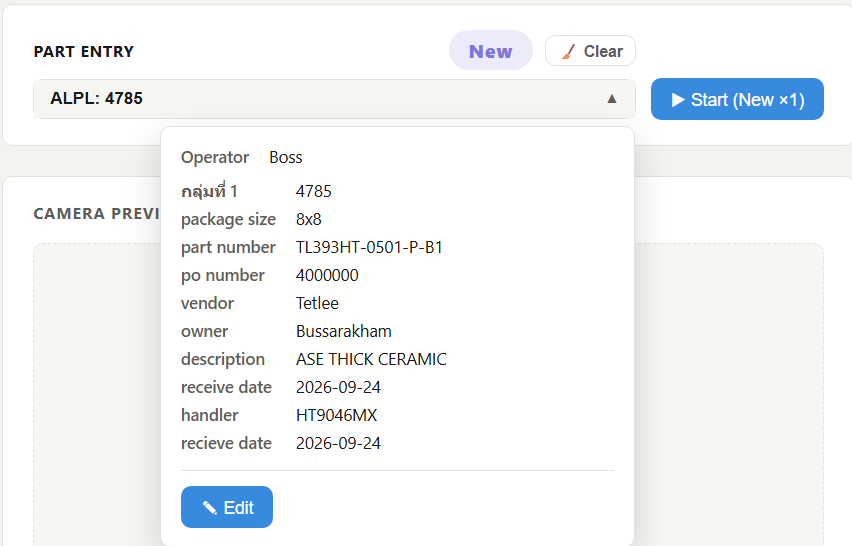 PART ENTRY
New
🧹 Clear
ALPL: 4785 ▲
▶ Start (New ×1)
Operator Boss
กลุ่มที่ 1 4785
package size 8x8
part number TL393HT-0501-P-B1
po number 4000000
vendor Tetlee
owner Bussarakham
description ASE THICK CERAMIC
receive date 2026-09-24
handler HT9046MX
recieve date 2026-09-24
✏ Edit
CAMERA PREVI